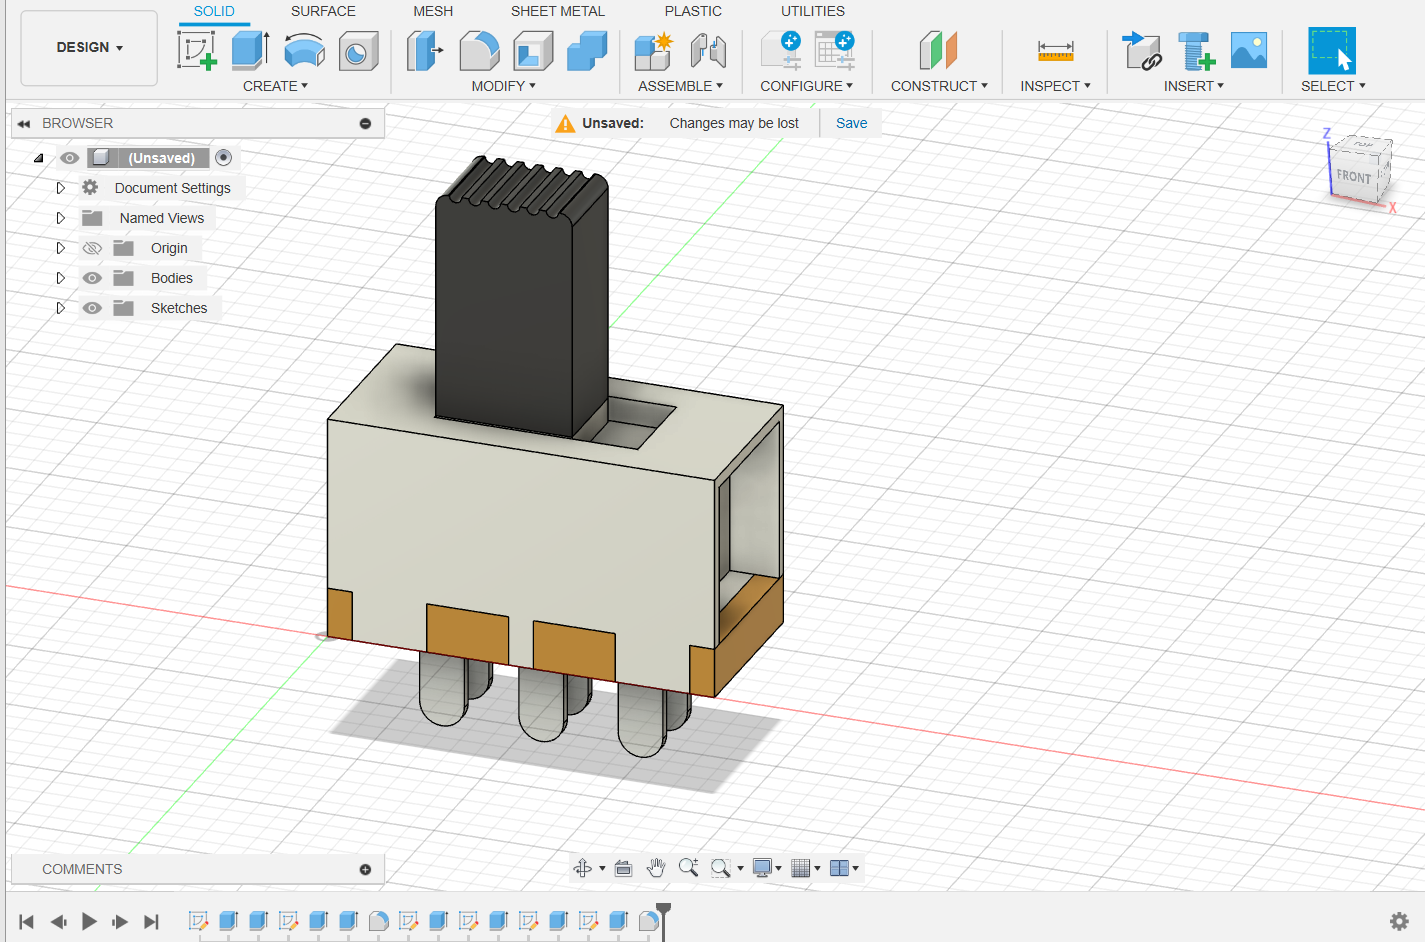 SOLID SURFACE MESH SHEET METAL PLASTIC UTILITIES
DESIGN
CREATE MODIFY ASSEMBLE CONFIGURE CONSTRUCT INSPECT INSERT SELECT
BROWSER
Unsaved: Changes may be lost Save
(Unsaved)
Document Settings
Named Views
Origin
Bodies
Sketches
Z
TOP
FRONT
X
COMMENTS